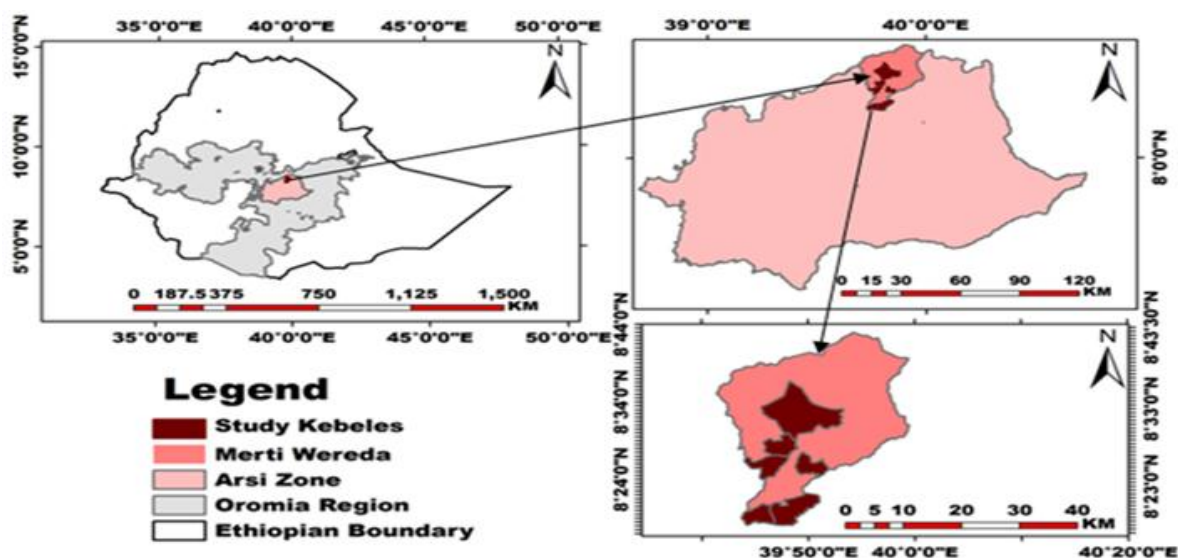 35°0'0"E 40°0'0"E 45°0'0"E 50°0'0"E
15°0'0"N
10°0'0"N
5°0'0"N
N
0 187.5 375 750 1,125 1,500
KM
35°0'0"E 40°0'0"E 45°0'0"E 50°0'0"E
39°0'0"E 40°0'0"E
N
8°0'0"N
0 15 30 60 90 120
KM
Legend
Study Kebeles
Merti Wereda
Arsi Zone
Oromia Region
Ethiopian Boundary
8°44'0"N
8°34'0"N
8°24'0"N
N
8°43'30"N
8°33'0"N
8°23'0"N
0 5 10 20 30 40
KM
39°50'0"E 40°0'0"E 40°20'0"E